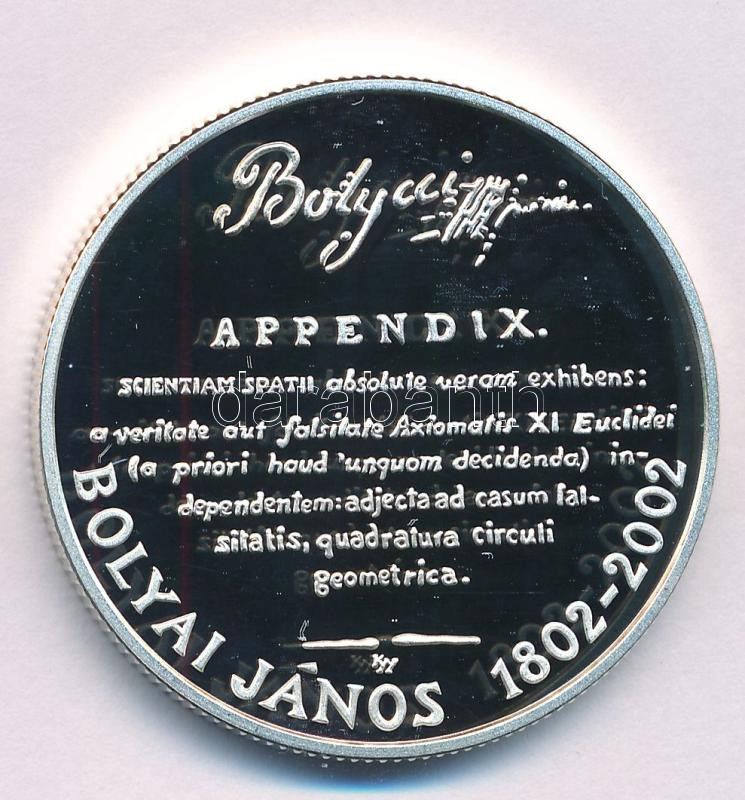 Bolyai
APPENDIX.
SCIENTIAM SPATII absolute veram exhibens:
a veritate aut falsitate Axiomatis XI Euclidei
(a priori haud unquam decidenda) in-
dependentem: adjecta ad casum fal-
sitatis, quadratura circuli
geometrica.
BOLYAI JÁNOS 1802-2002
darabanth